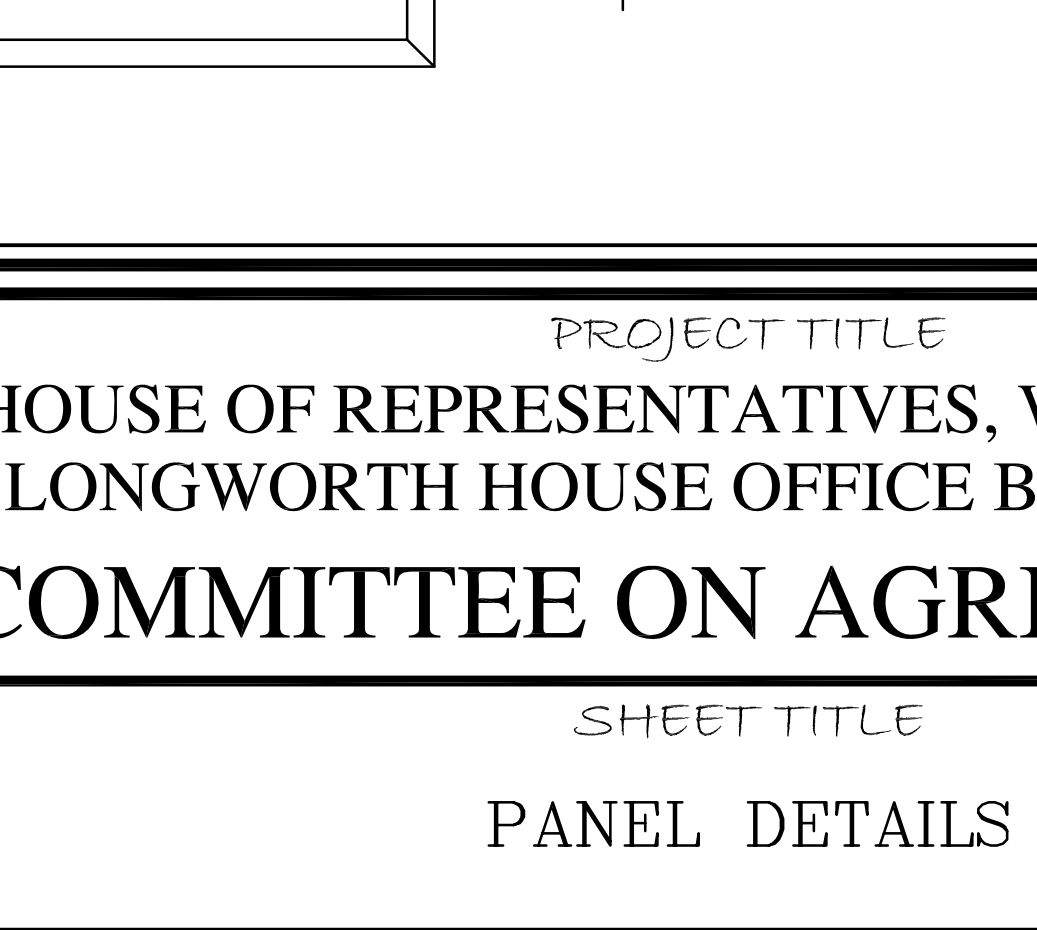 PROJECT TITLE
HOUSE OF REPRESENTATIVES,
LONGWORTH HOUSE OFFICE
COMMITTEE ON
SHEET TITLE
PANEL DETAILS